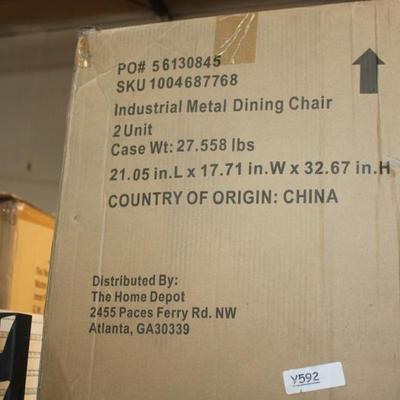 PO# 56130845
SKU 1004687768
Industrial Metal Dining Chair
2 Unit
Case Wt: 27.558 lbs
21.05 in.L x 17.71 in.W x 32.67 in.H
COUNTRY OF ORIGIN: CHINA
Distributed By:
The Home Depot
2455 Paces Ferry Rd. NW
Atlanta, GA30339
Y592